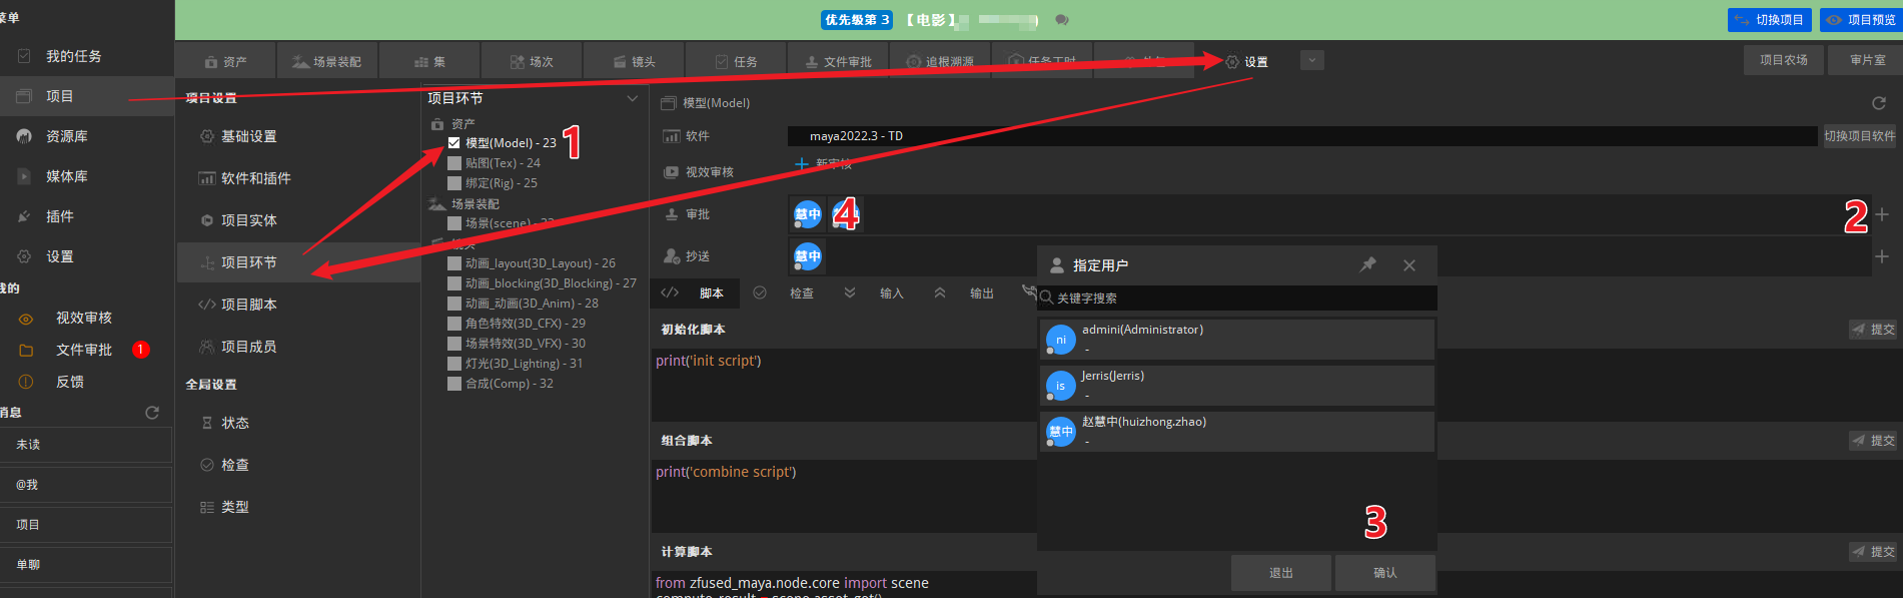 菜单
我的任务
项目
资源库
媒体库
插件
设置
我的
视效审核
文件审批 1
反馈
消息
未读
@我
项目
单聊
优先级第 3 【电影】
切换项目
项目预览
资产
场景装配
集
场次
镜头
任务
文件审批
追根溯源
任务工时
设置
项目农场
审片室
项目设置
基础设置
软件和插件
项目实体
项目环节
项目脚本
项目成员
全局设置
状态
检查
类型
项目环节
资产
模型(Model) - 23
1
贴图(Tex) - 24
绑定(Rig) - 25
场景装配
场景(scene) - 33
镜头
动画_layout(3D_Layout) - 26
动画_blocking(3D_Blocking) - 27
动画_动画(3D_Anim) - 28
角色特效(3D_CFX) - 29
场景特效(3D_VFX) - 30
灯光(3D_Lighting) - 31
合成(Comp) - 32
模型(Model)
软件
maya2022.3 - TD
切换项目软件
视效审核
新审核
审批
慧中
4
2
抄送
慧中
脚本
检查
输入
输出
初始化脚本
提交
print('init script')
组合脚本
提交
print('combine script')
计算脚本
提交
from zfused_maya.node.core import scene
compute_result = scene.asset_get()
指定用户
关键字搜索
ni
admini(Administrator)
-
is
Jerris(Jerris)
-
慧中
赵慧中(huizhong.zhao)
-
3
退出
确认